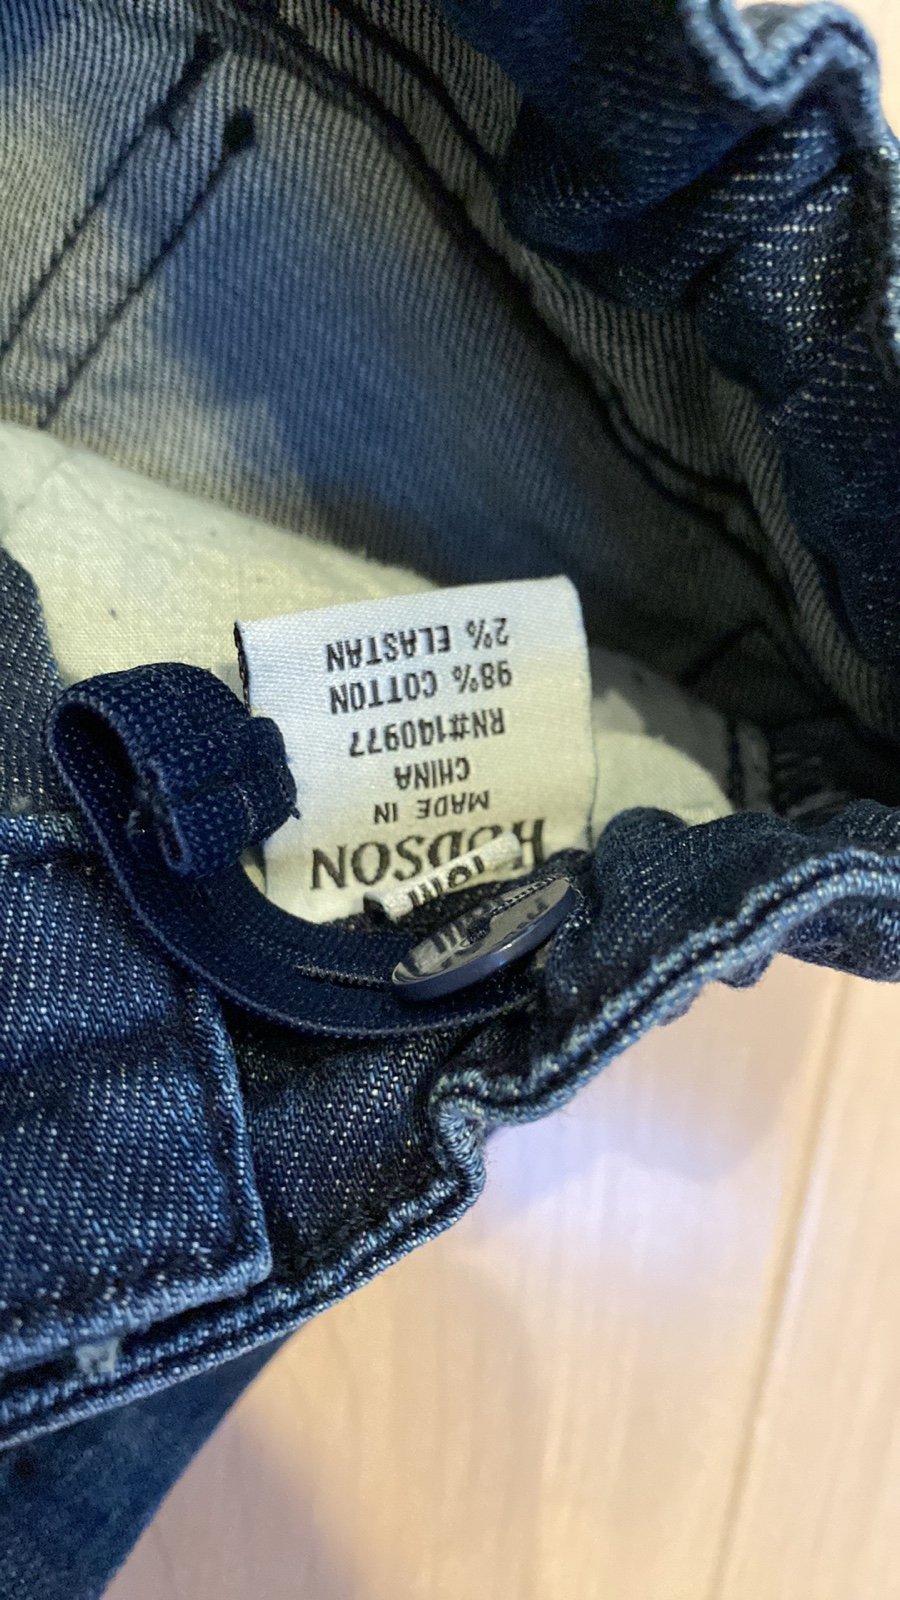 HUDSON
MADE IN
CHINA
RN#140977
98% COTTON
2% ELASTAN